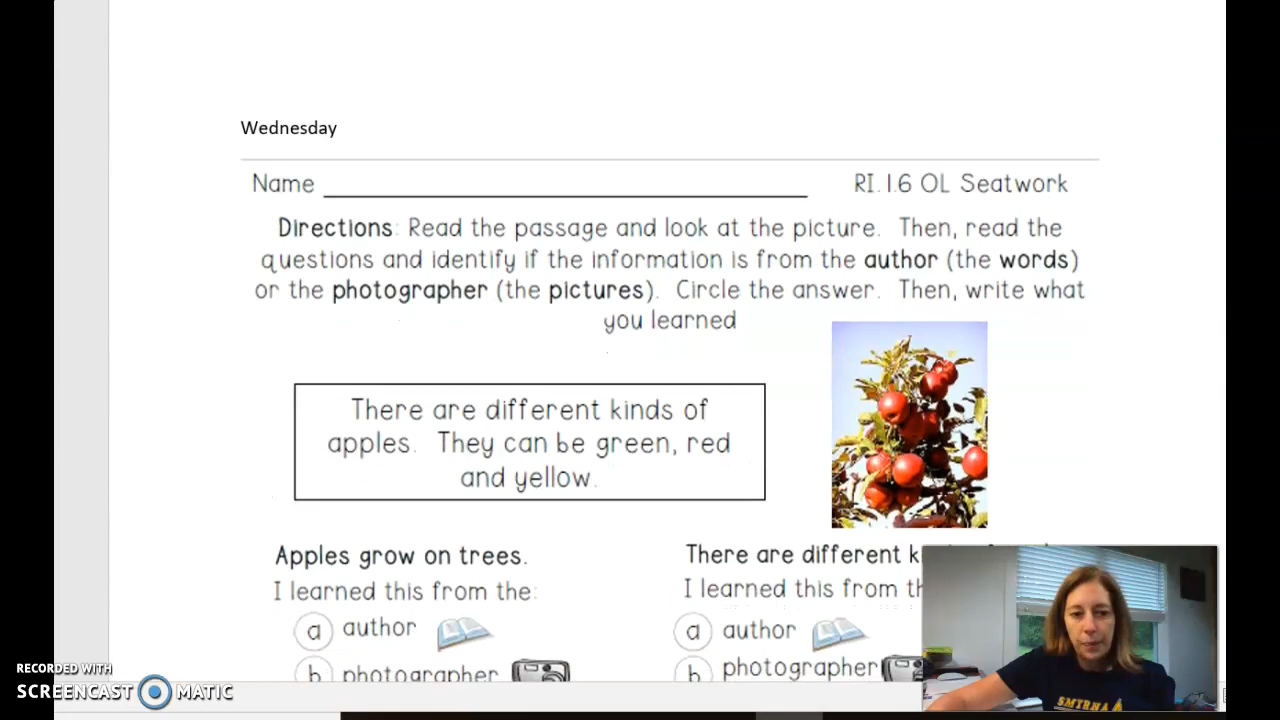 Wednesday
Name
RI.1.6 OL Seatwork
Directions: Read the passage and look at the picture. Then, read the
questions and identify if the information is from the author (the words)
or the photographer (the pictures). Circle the answer. Then, write what
you learned
There are different kinds of
apples. They can be green, red
and yellow.
Apples grow on trees.
I learned this from the:
a author
b photographer
There are different
I learned this from
a author
b photographer
SMYRNA
RECORDED WITH
SCREENCAST MATIC